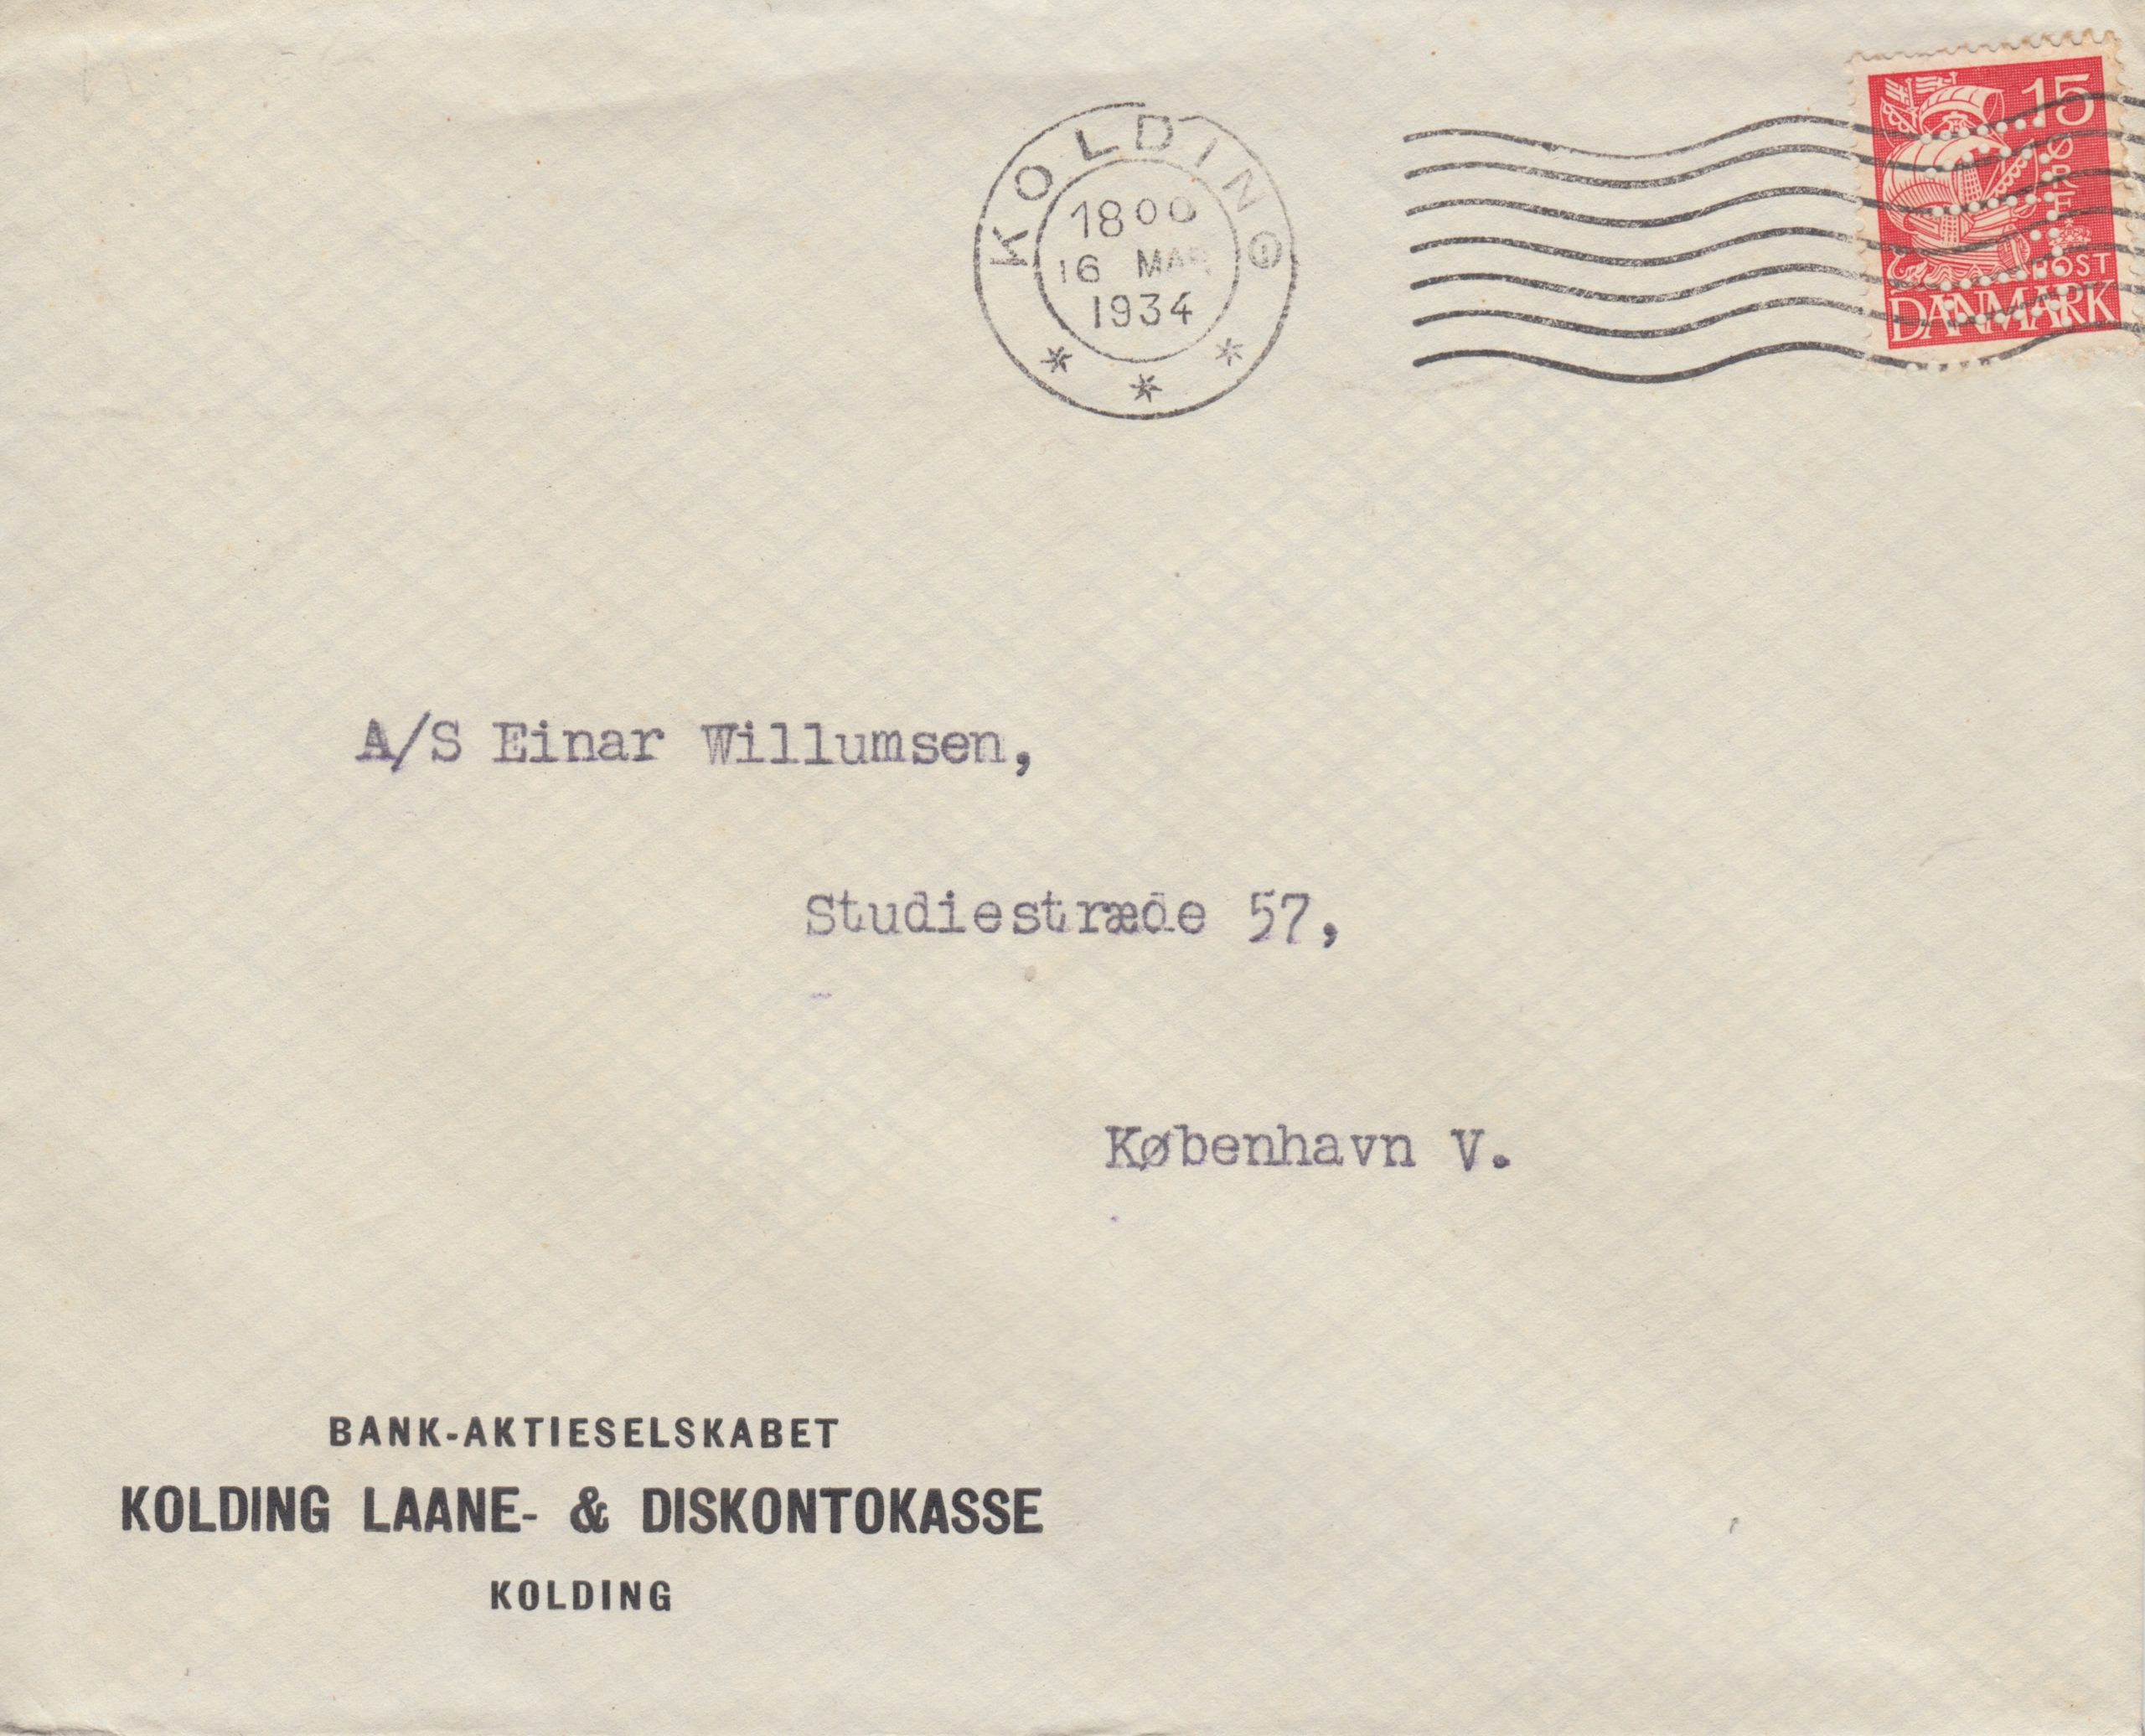 KOLDING
18 00
16 MAR
1934
* * *
15
ØRE
POST
DANMARK
A/S Einar Willumsen,
Studiestræde 57,
København V.
BANK-AKTIESELSKABET
KOLDING LAANE- & DISKONTOKASSE
KOLDING